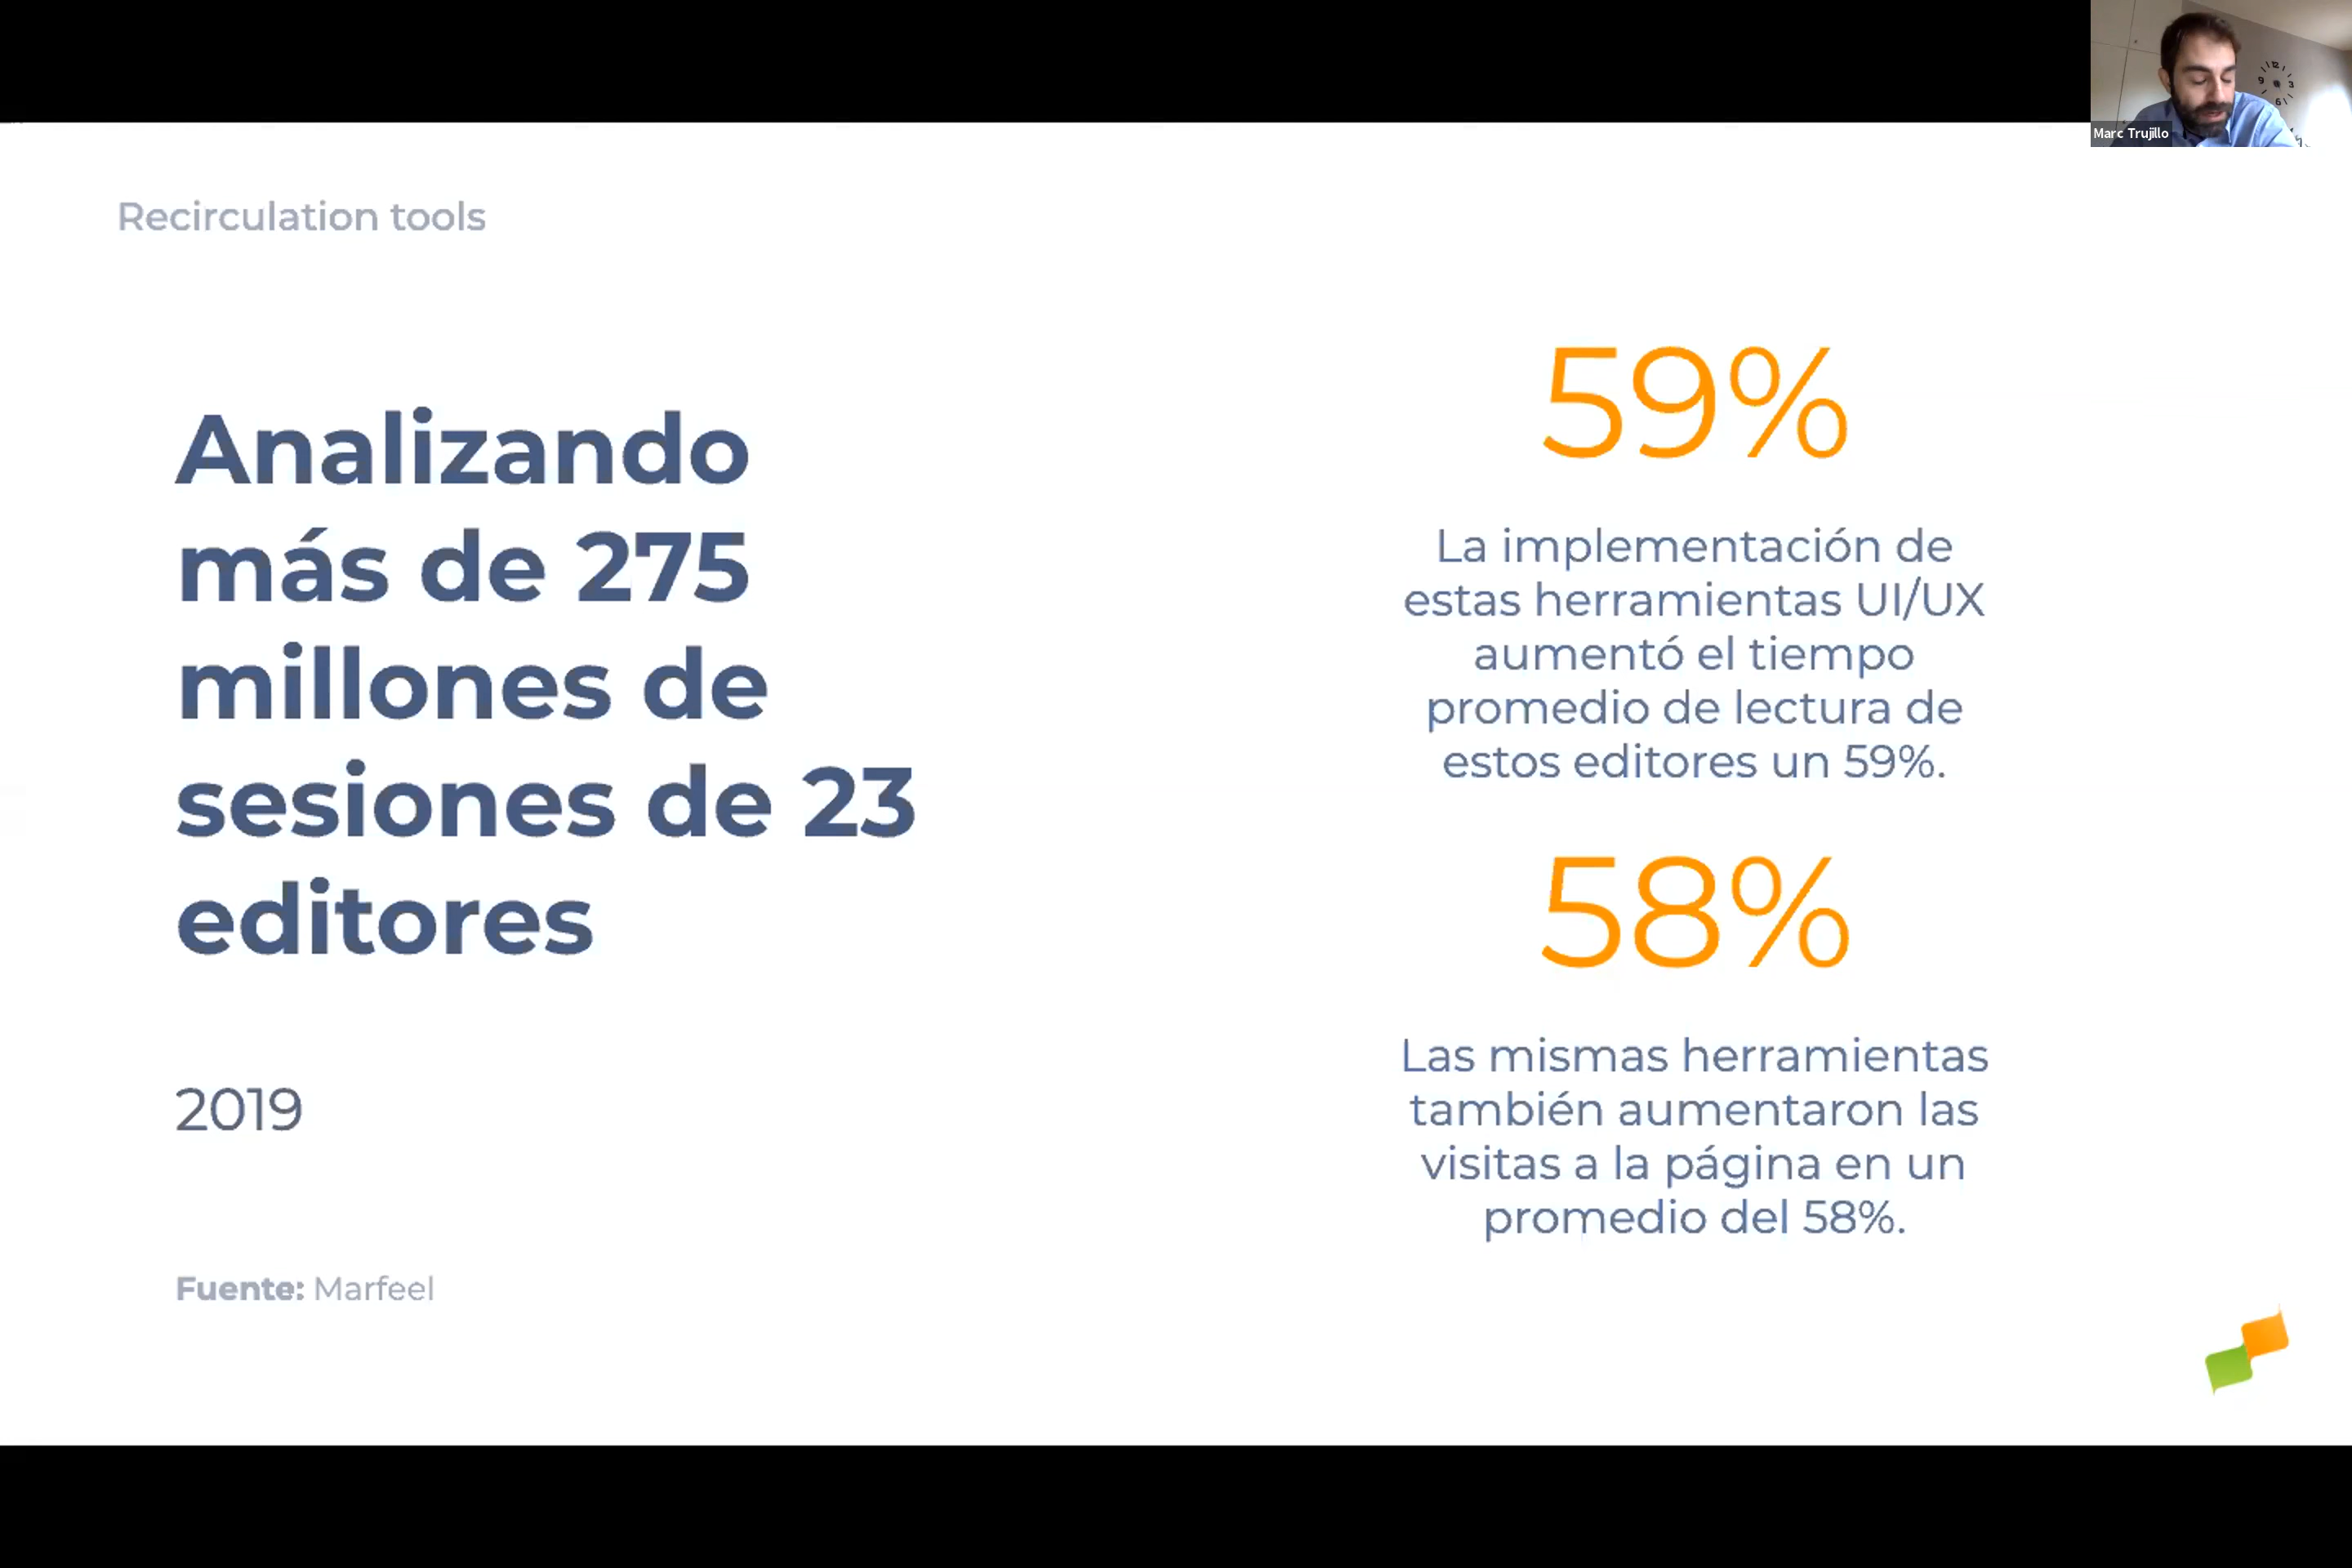 Marc Trujillo
Recirculation tools
Analizando
más de 275
millones de
sesiones de 23
editores
2019
Fuente: Marfeel
59%
La implementación de
estas herramientas UI/UX
aumentó el tiempo
promedio de lectura de
estos editores un 59%.
58%
Las mismas herramientas
también aumentaron las
visitas a la página en un
promedio del 58%.